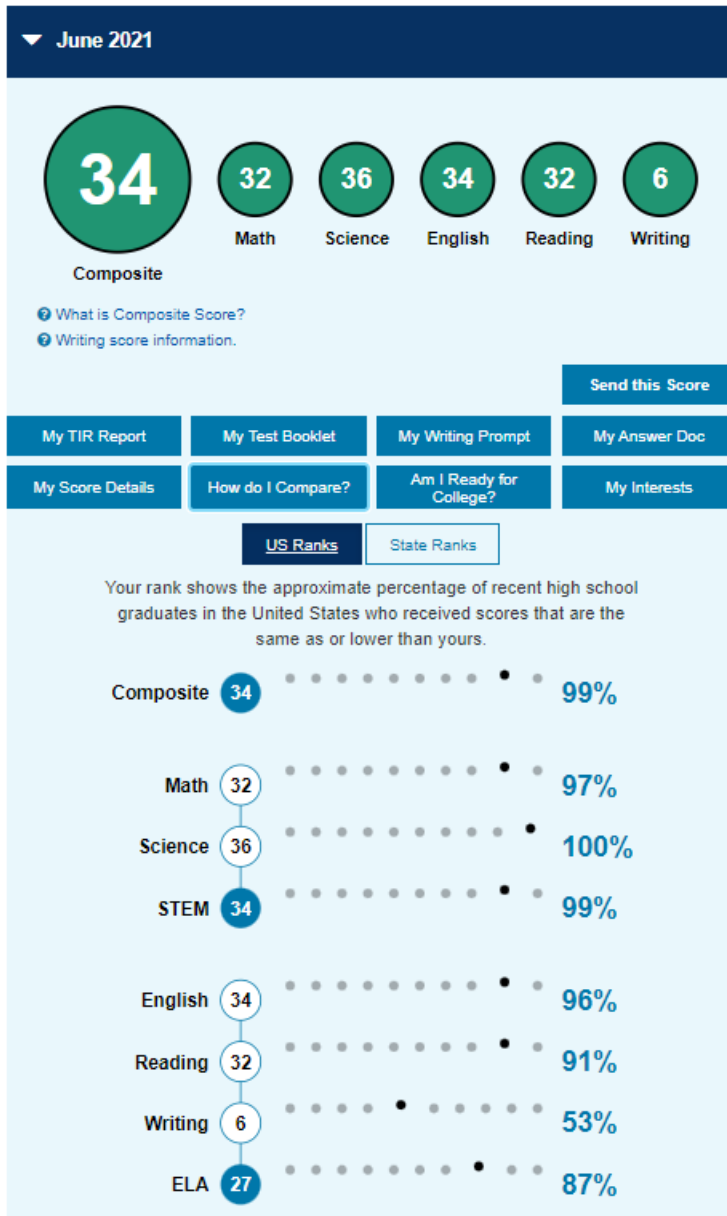 June 2021
34 32 36 34 32 6
Math Science English Reading Writing
Composite
What is Composite Score?
Writing score information.
Send this Score
My TIR Report My Test Booklet My Writing Prompt My Answer Doc
My Score Details How do I Compare? Am I Ready for College? My Interests
US Ranks State Ranks
Your rank shows the approximate percentage of recent high school
graduates in the United States who received scores that are the
same as or lower than yours.
Composite 34 99%
Math 32 97%
Science 36 100%
STEM 34 99%
English 34 96%
Reading 32 91%
Writing 6 53%
ELA 27 87%